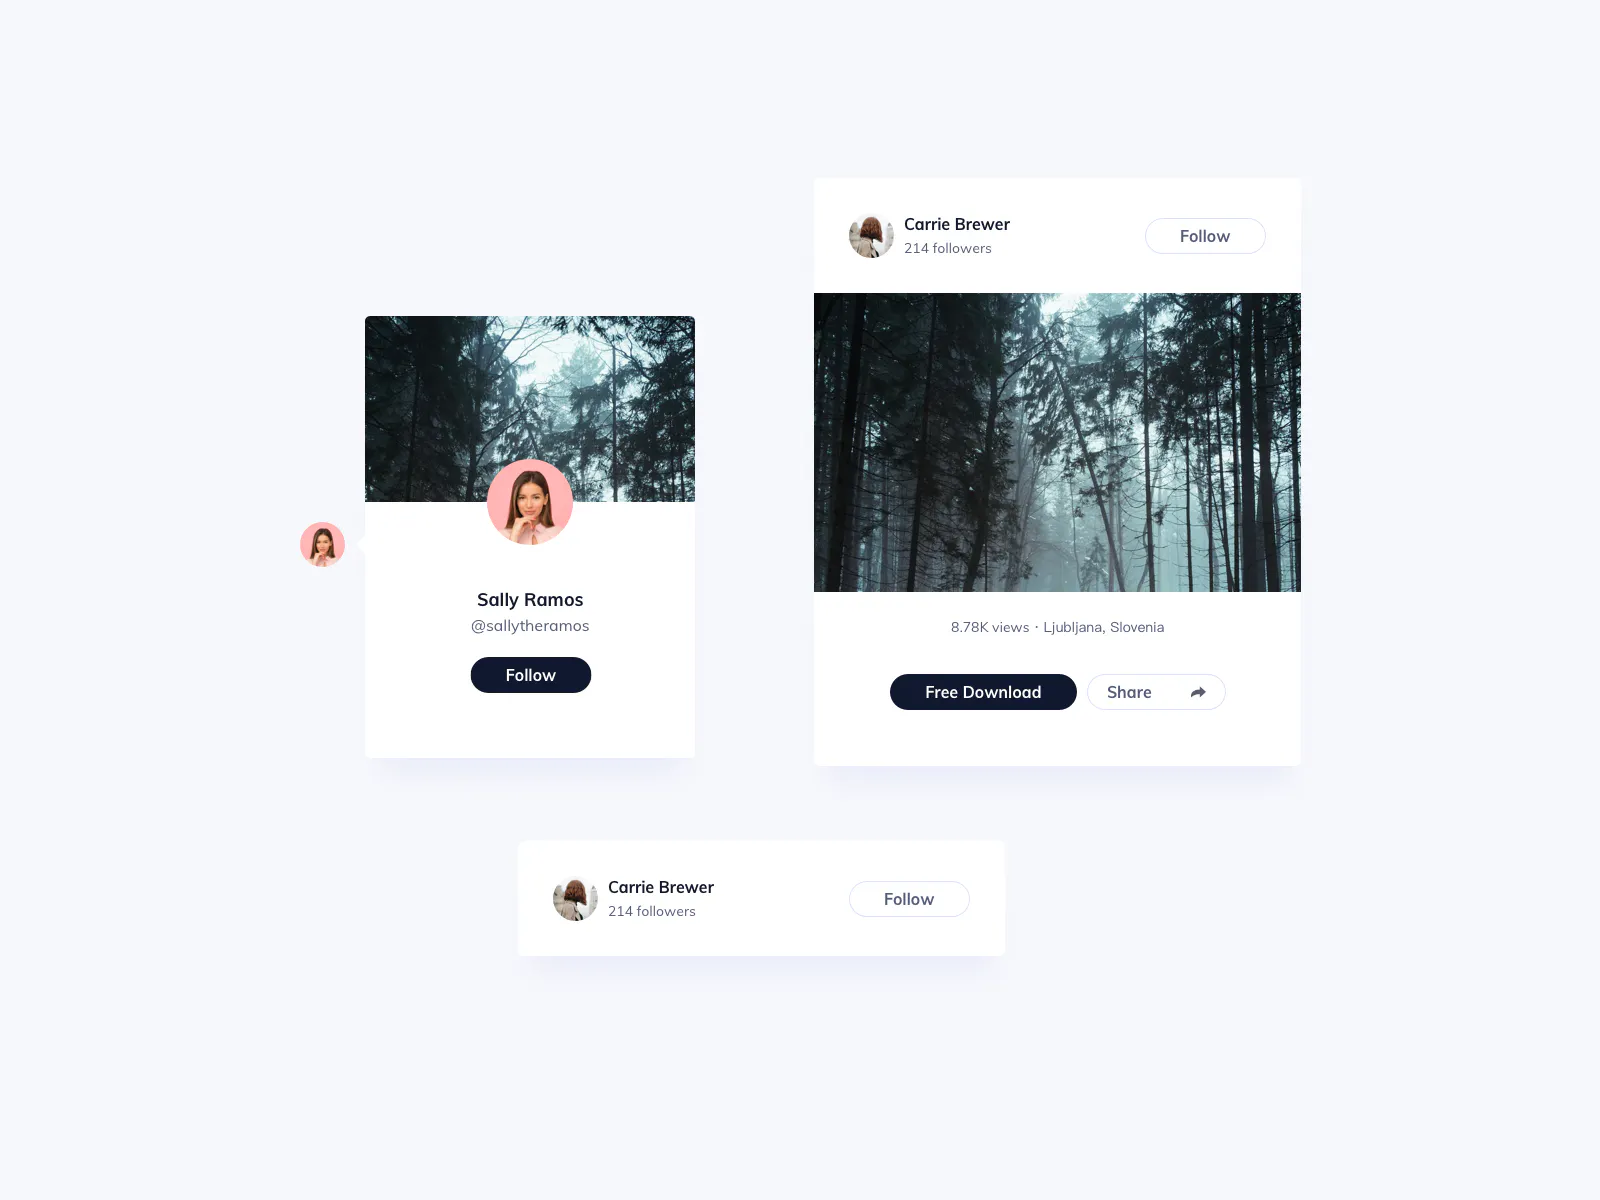 Carrie Brewer
214 followers
Follow
Sally Ramos
@sallytheramos
Follow
8.78K views · Ljubljana, Slovenia
Free Download
Share
Carrie Brewer
214 followers
Follow